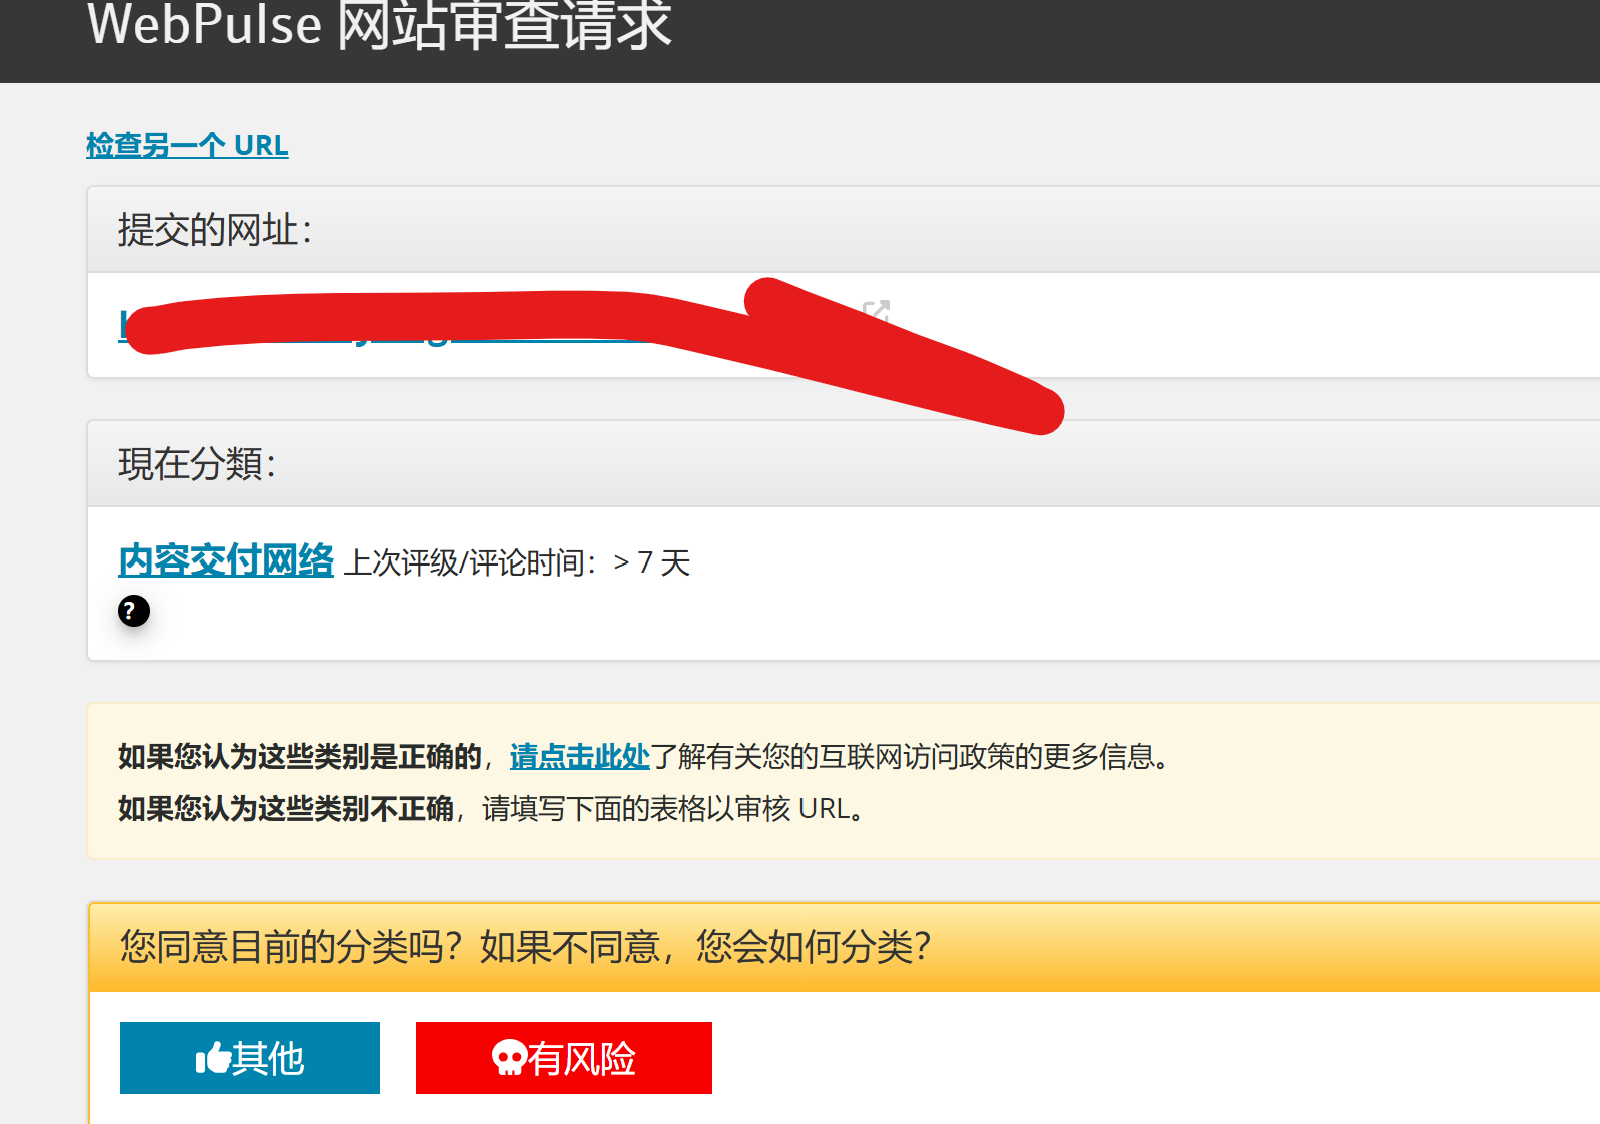 WebPulse 网站审查请求
检查另一个 URL
提交的网址：
現在分類：
内容交付网络 上次评级/评论时间：> 7 天
?
如果您认为这些类别是正确的，请点击此处了解有关您的互联网访问政策的更多信息。
如果您认为这些类别不正确，请填写下面的表格以审核 URL。
您同意目前的分类吗？如果不同意，您会如何分类？
其他
有风险